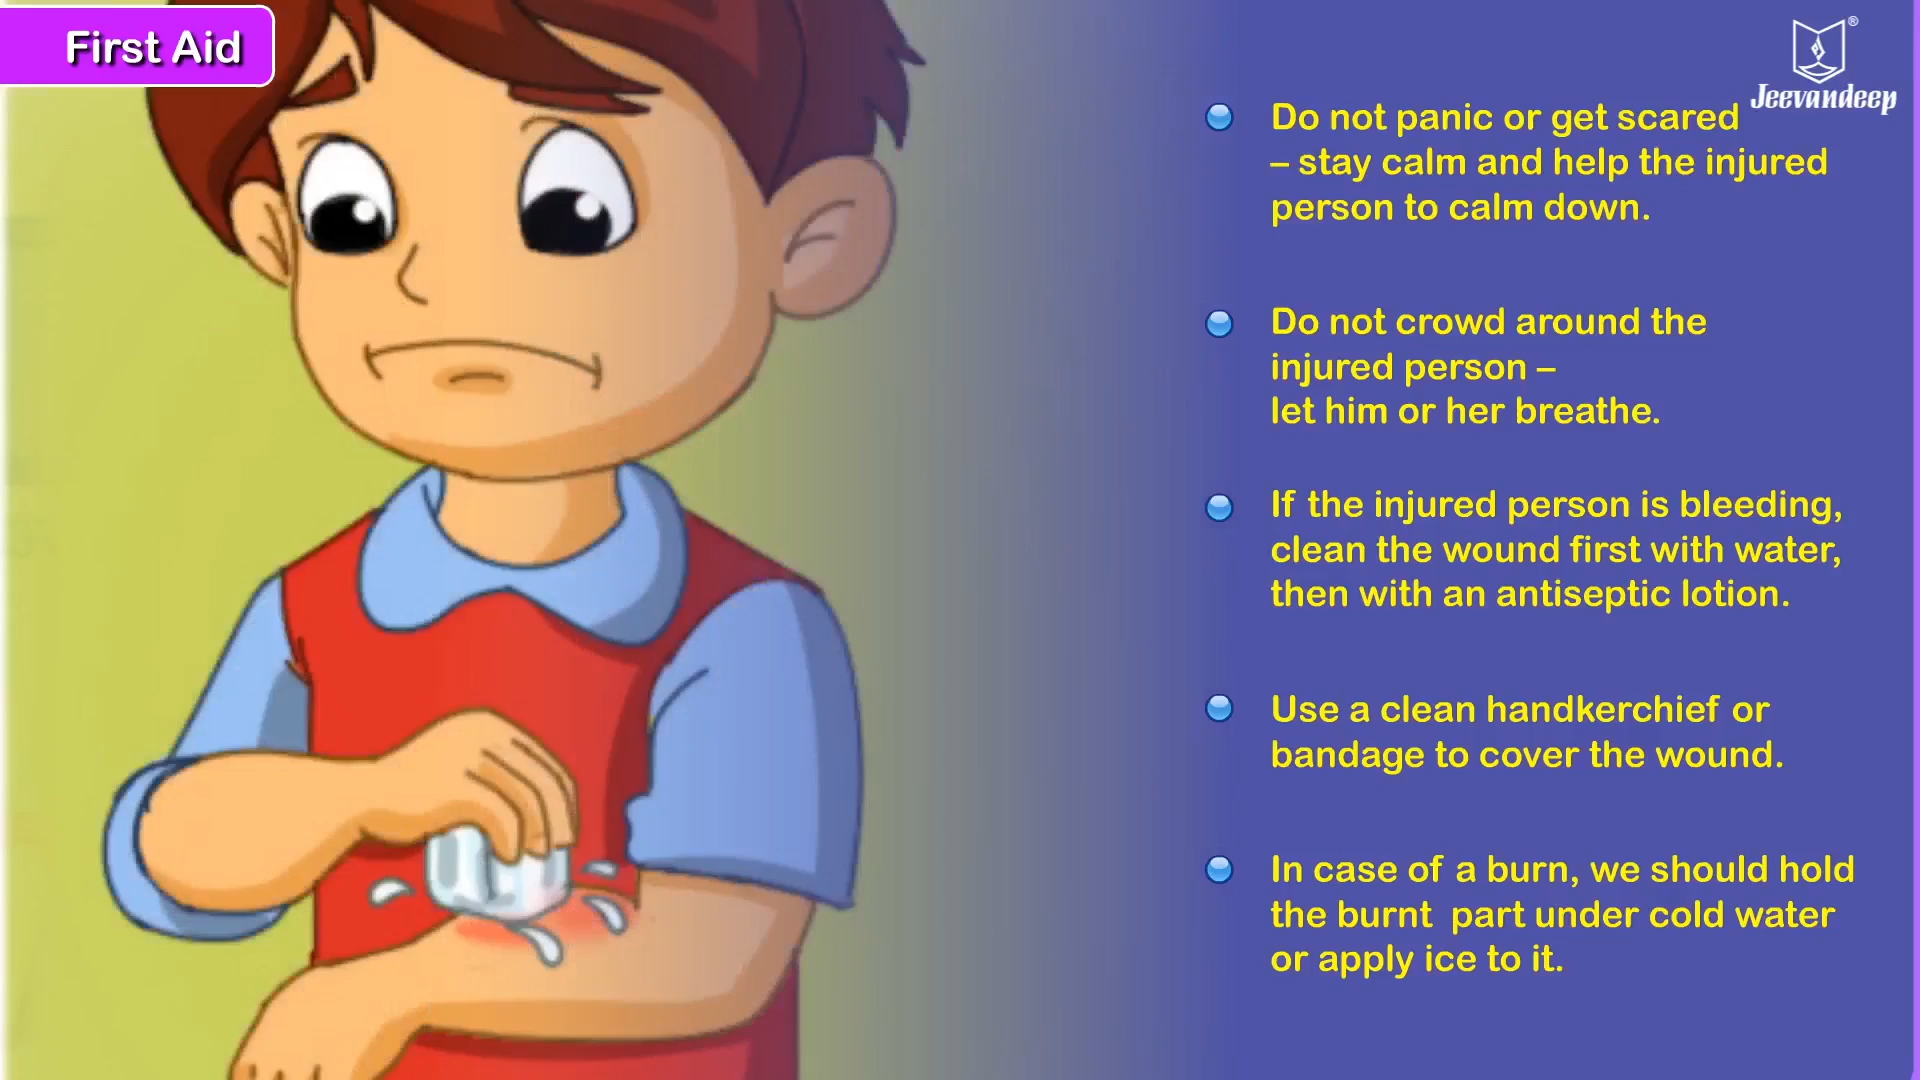 First Aid
®
Jeevandeep
Do not panic or get scared
– stay calm and help the injured
person to calm down.
Do not crowd around the
injured person –
let him or her breathe.
If the injured person is bleeding,
clean the wound first with water,
then with an antiseptic lotion.
Use a clean handkerchief or
bandage to cover the wound.
In case of a burn, we should hold
the burnt part under cold water
or apply ice to it.